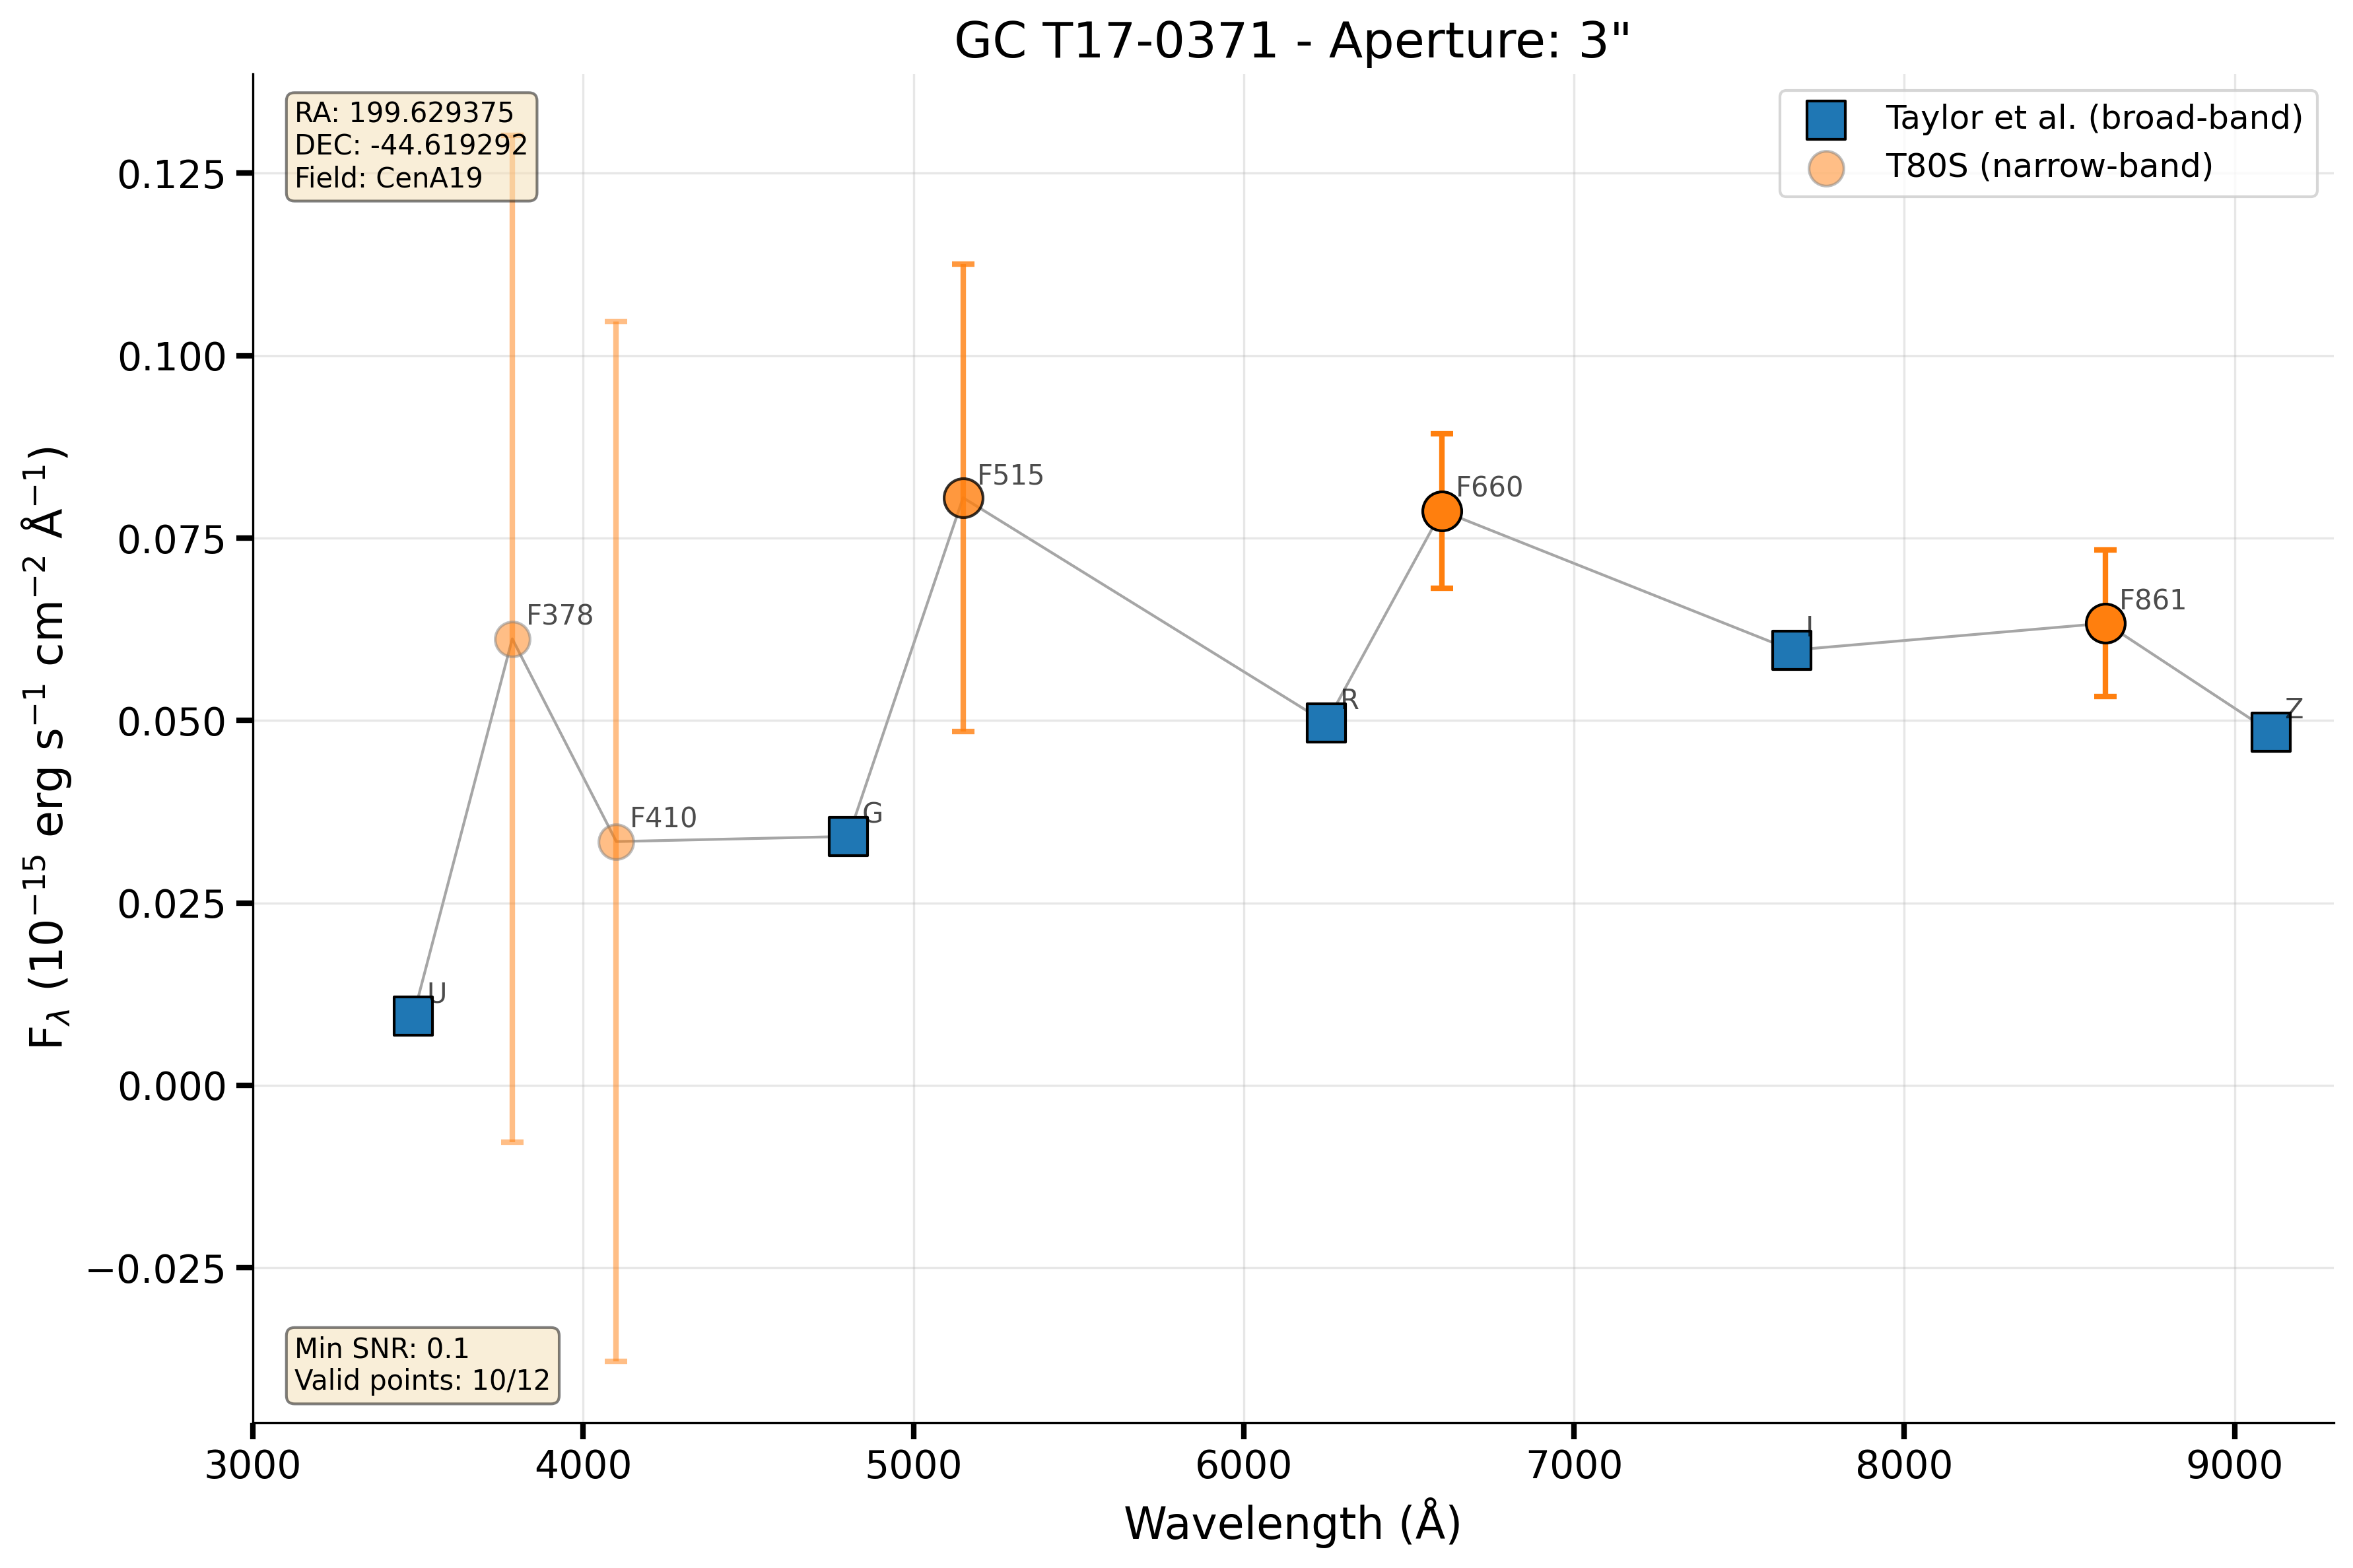 GC T17-0371 - Aperture: 3"
RA: 199.629375
DEC: -44.619292
Field: CenA19
Taylor et al. (broad-band)
T80S (narrow-band)
F_λ (10⁻¹⁵ erg s⁻¹ cm⁻² Å⁻¹)
0.125
0.100
0.075
0.050
0.025
0.000
−0.025
U
F378
F410
G
F515
R
F660
I
F861
Z
Min SNR: 0.1
Valid points: 10/12
3000
4000
5000
6000
7000
8000
9000
Wavelength (Å)